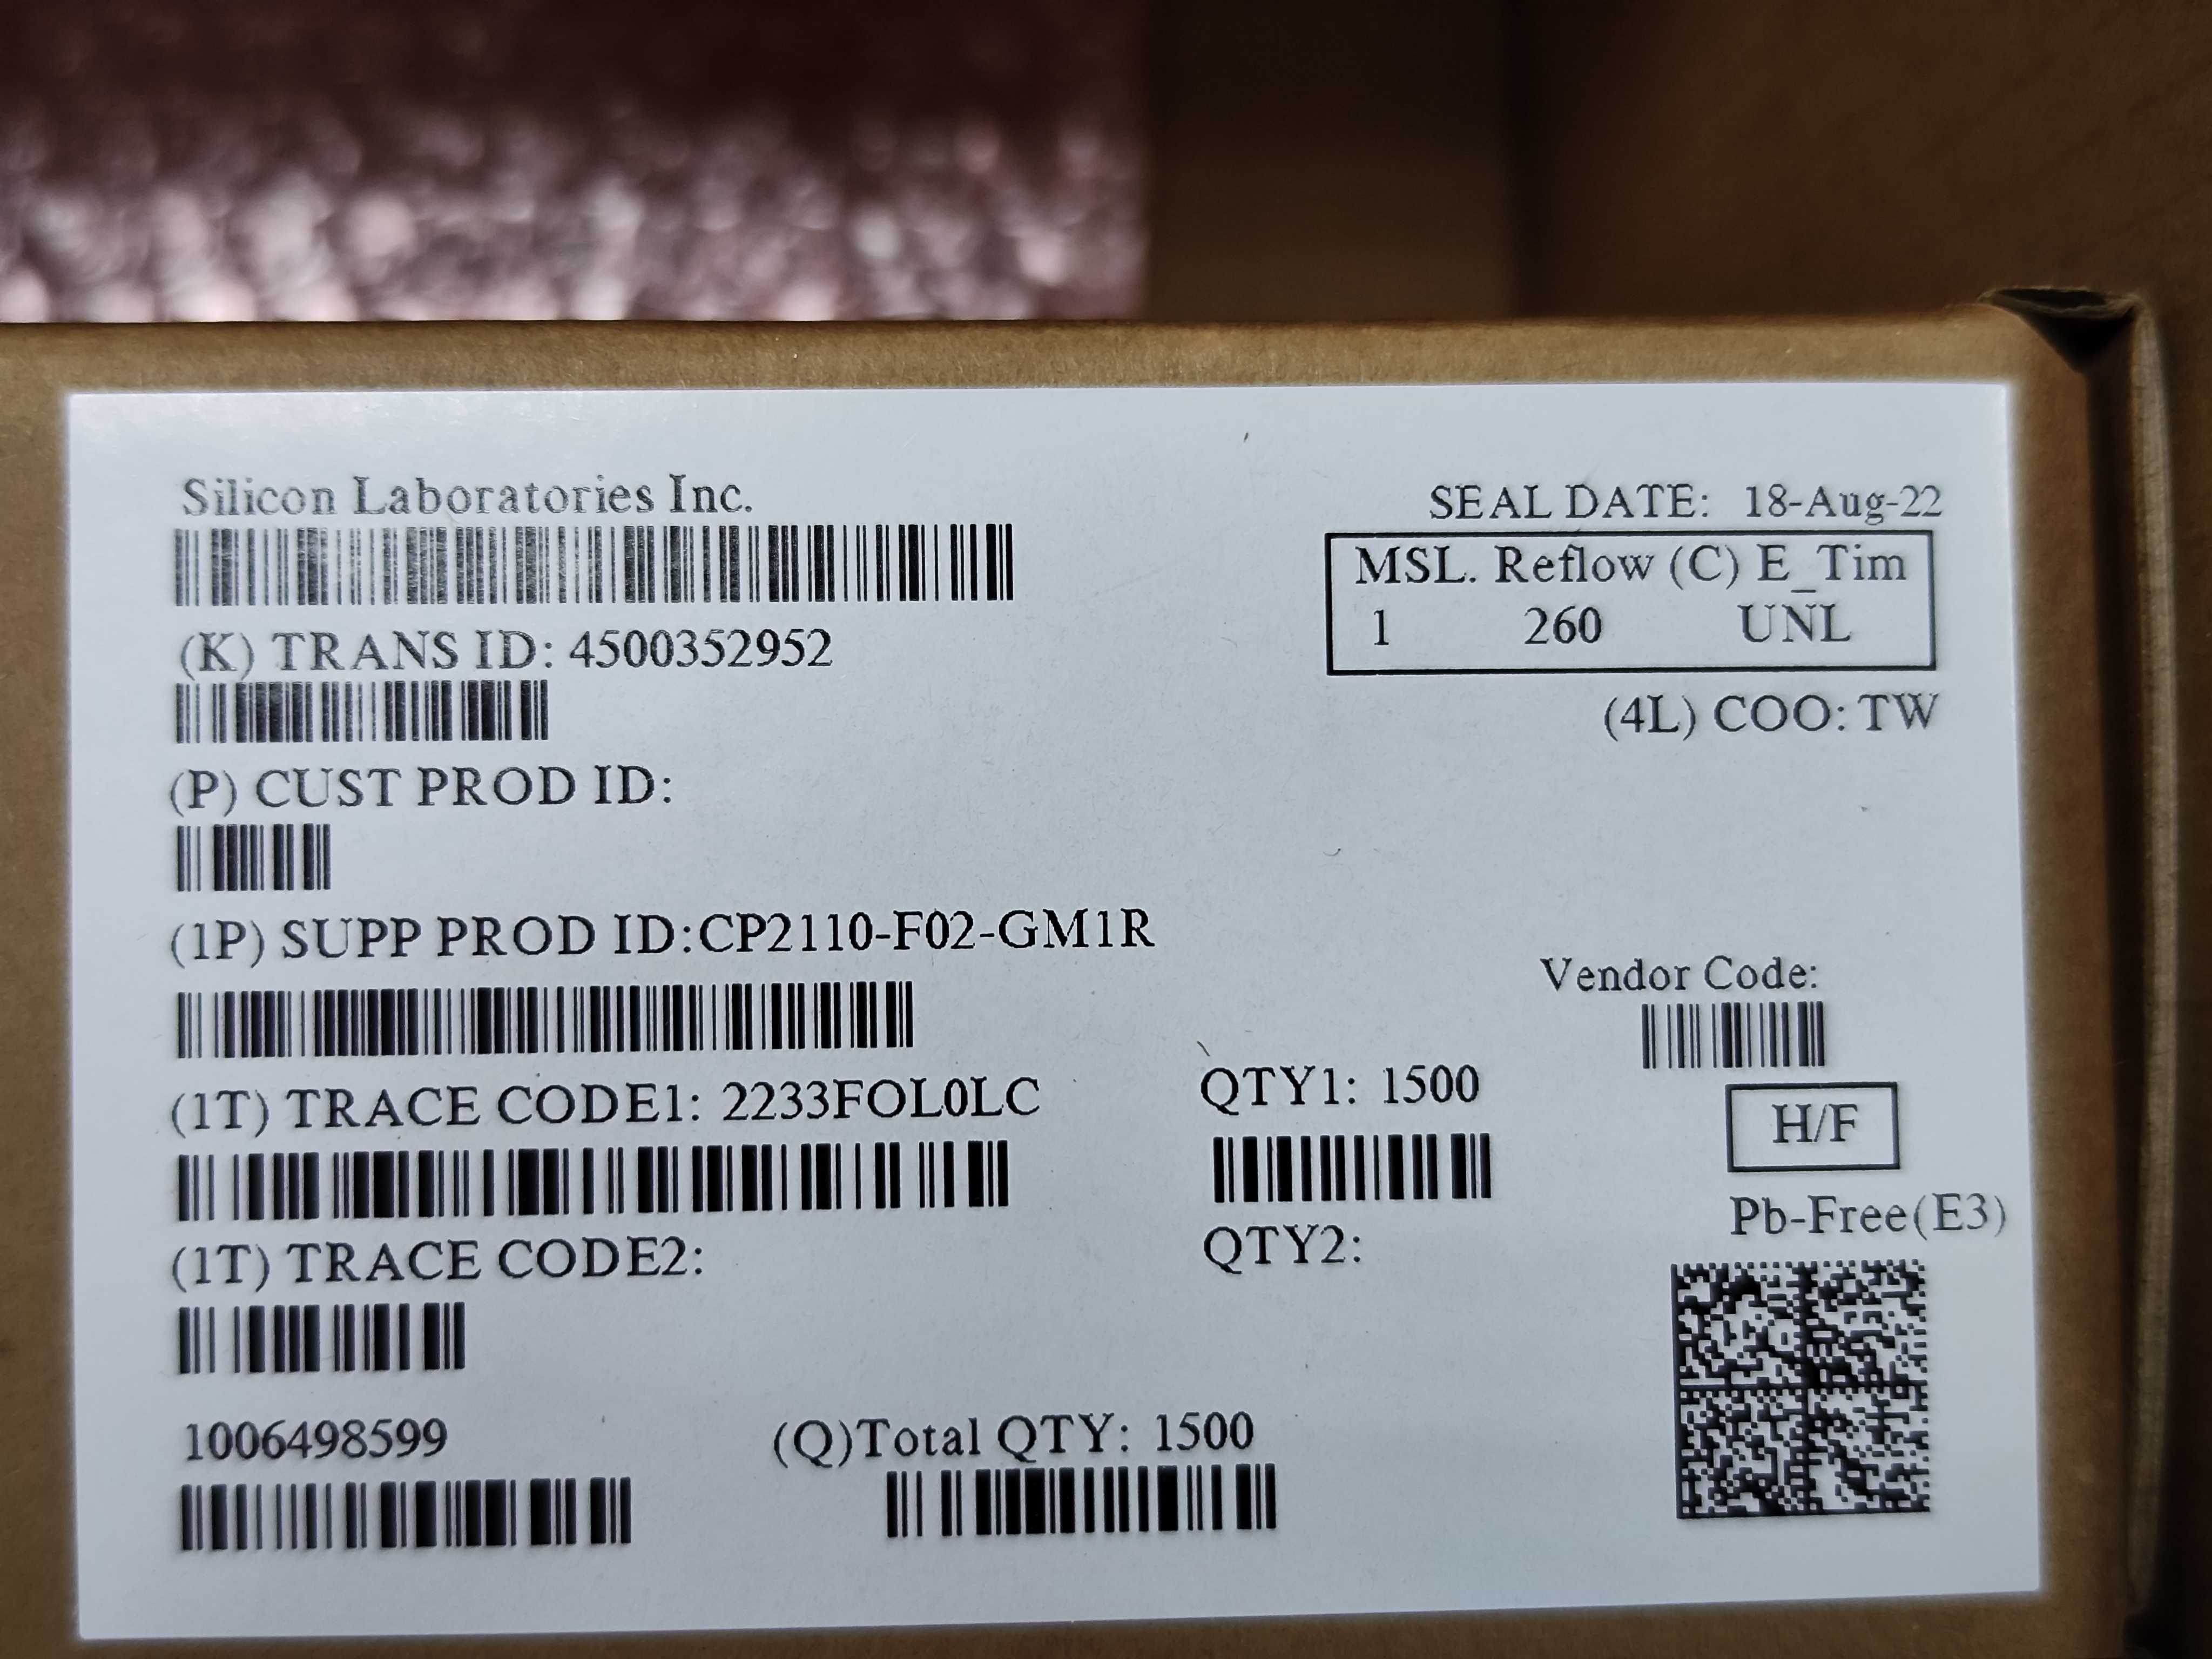 Silicon Laboratories Inc.
SEAL DATE: 18-Aug-22
MSL. Reflow (C) E_Tim
1 260 UNL
(K) TRANS ID: 4500352952
(4L) COO: TW
(P) CUST PROD ID:
(1P) SUPP PROD ID:CP2110-F02-GM1R
Vendor Code:
(1T) TRACE CODE1: 2233FOL0LC
QTY1: 1500
H/F
Pb-Free(E3)
(1T) TRACE CODE2:
QTY2:
1006498599
(Q)Total QTY: 1500